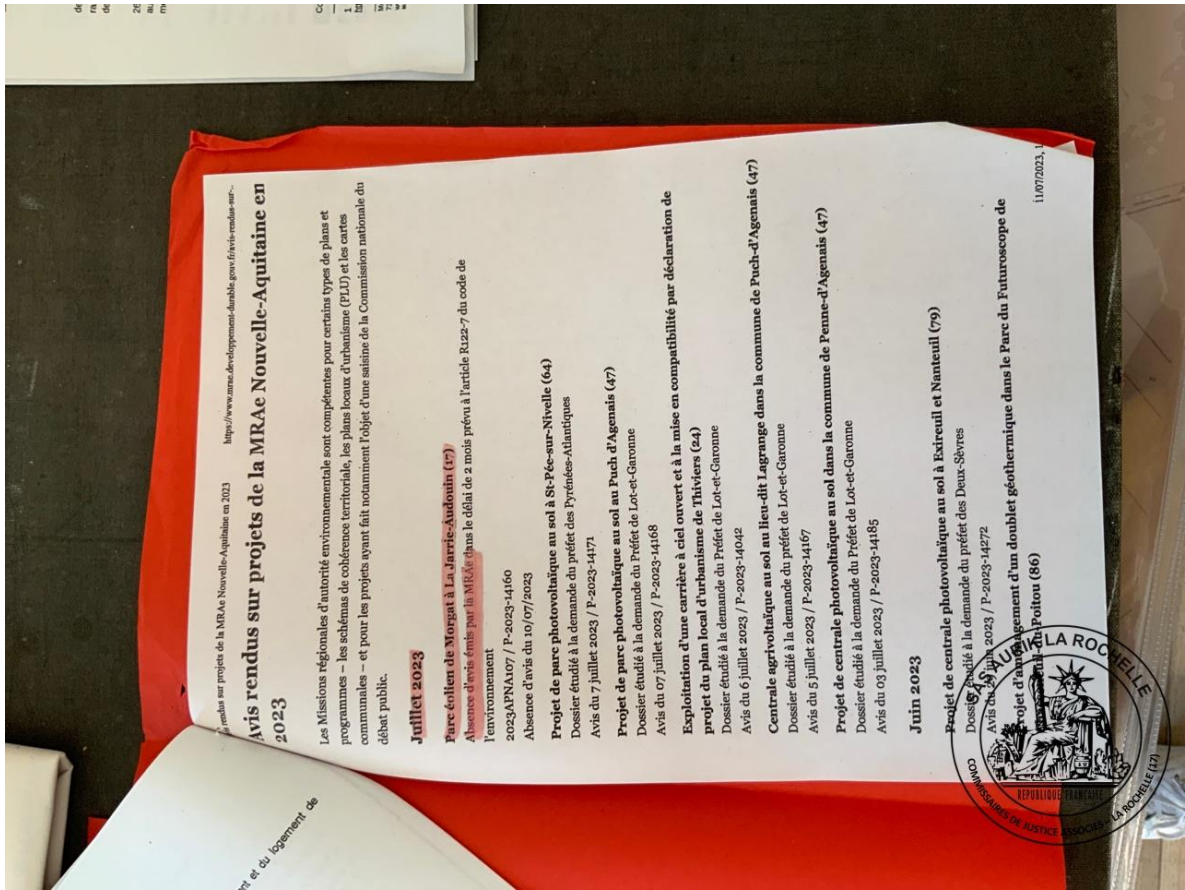 rendus sur projets de la MRAe Nouvelle-Aquitaine en 2023 https://www.mrae.developpement-durable.gouv.fr/avis-rendus-sur-...
Avis rendus sur projets de la MRAe Nouvelle-Aquitaine en
2023
Les Missions régionales d'autorité environnementale sont compétentes pour certains types de plans et
programmes – les schémas de cohérence territoriale, les plans locaux d'urbanisme (PLU) et les cartes
communales – et pour les projets ayant fait notamment l'objet d'une saisine de la Commission nationale du
débat public.
Juillet 2023
Parc éolien de Morgat à La Jarrie-Audouin (17)
Absence d'avis émis par la MRAe dans le délai de 2 mois prévu à l'article R122-7 du code de
l'environnement
2023APNA107 / P-2023-14160
Absence d'avis du 10/07/2023
Projet de parc photovoltaïque au sol à St-Pée-sur-Nivelle (64)
Dossier étudié à la demande du préfet des Pyrénées-Atlantiques
Avis du 7 juillet 2023 / P-2023-14171
Projet de parc photovoltaïque au sol au Puch d'Agenais (47)
Dossier étudié à la demande du Préfet de Lot-et-Garonne
Avis du 07 juillet 2023 / P-2023-14168
Exploitation d'une carrière à ciel ouvert et à la mise en compatibilité par déclaration de
projet du plan local d'urbanisme de Thiviers (24)
Dossier étudié à la demande du Préfet de Lot-et-Garonne
Avis du 6 juillet 2023 / P-2023-14042
Centrale agrivoltaïque au sol au lieu-dit Lagrange dans la commune de Puch-d'Agenais (47)
Dossier étudié à la demande du préfet de Lot-et-Garonne
Avis du 5 juillet 2023 / P-2023-14167
Projet de centrale photovoltaïque au sol dans la commune de Penne-d'Agenais (47)
Dossier étudié à la demande du Préfet de Lot-et-Garonne
Avis du 03 juillet 2023 / P-2023-14185
Juin 2023
Projet de centrale photovoltaïque au sol à Exireuil et Nanteuil (79)
Dossier étudié à la demande du préfet des Deux-Sèvres
Avis du 29 juin 2023 / P-2023-14272
Projet d'aménagement d'un doublet géothermique dans le Parc du Futuroscope de
du-Poitou (86)
11/07/2023,
et du logement de
SAS AURIK LA ROCHELLE
REPUBLIQUE FRANCAISE
COMMISSAIRES DE JUSTICE ASSOCIES - LA ROCHELLE (17)